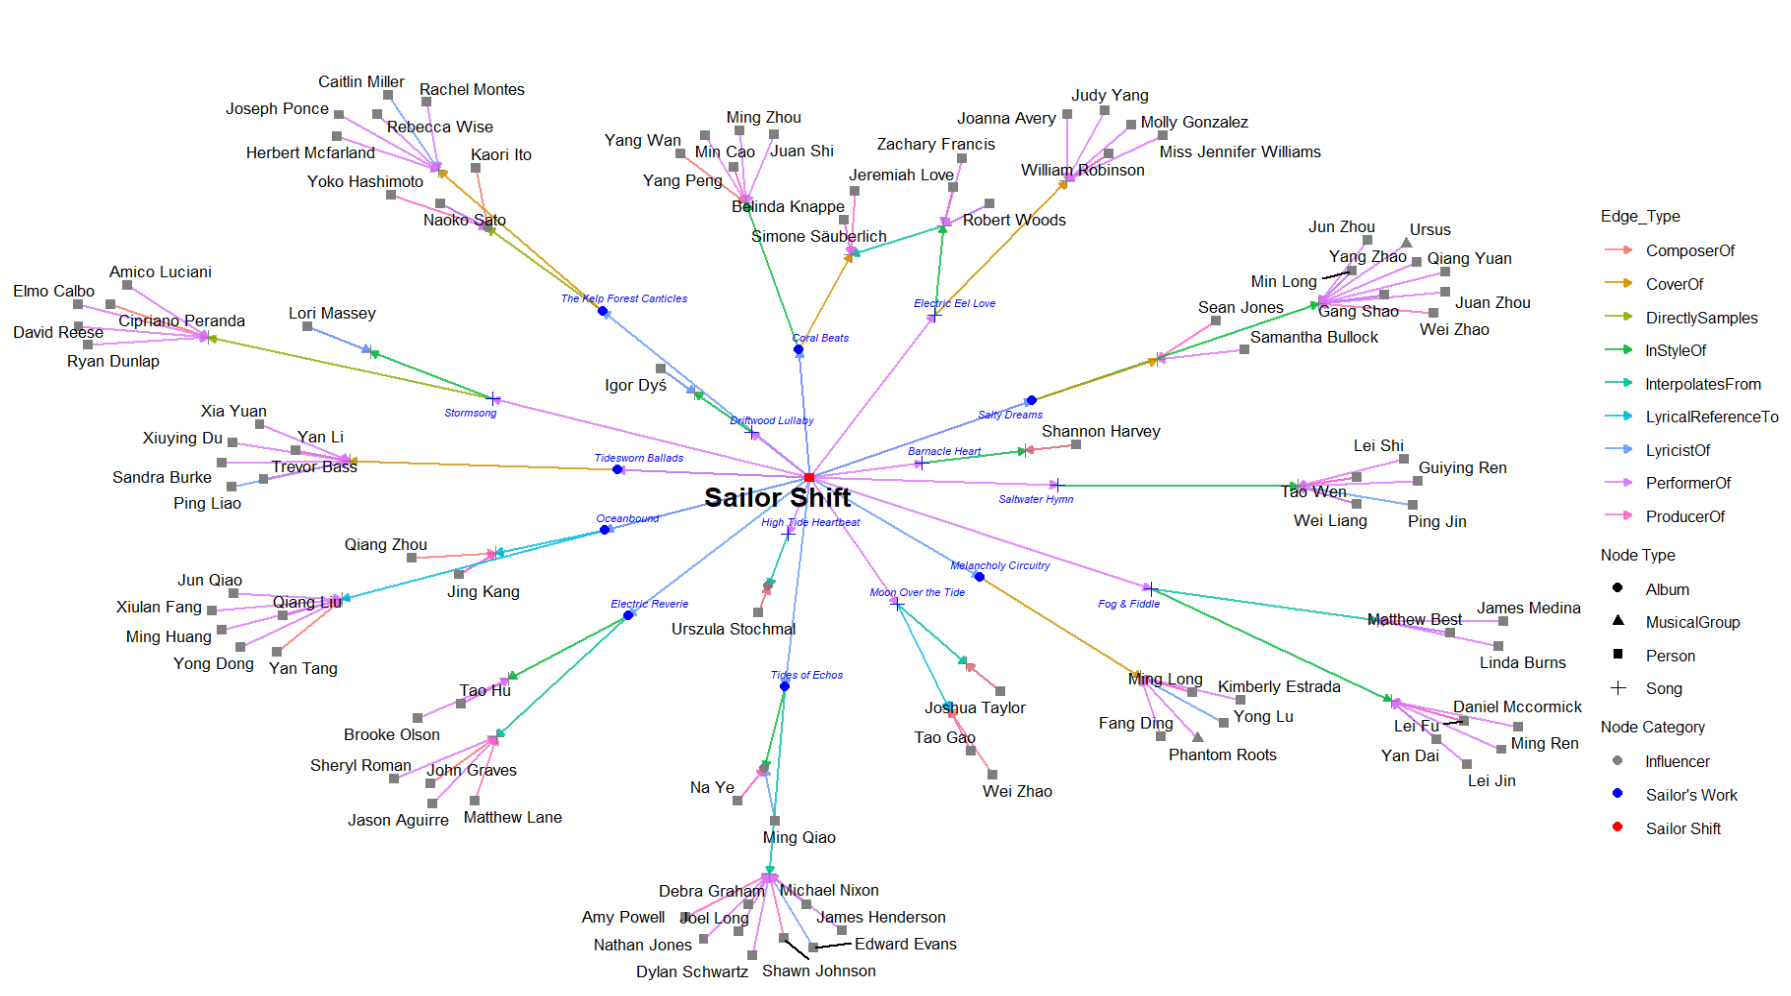 Caitlin Miller
Rachel Montes
Joseph Ponce
Rebecca Wise
Herbert Mcfarland
Kaori Ito
Yoko Hashimoto
Naoko Sato
Ming Zhou
Yang Wan
Min Cao
Juan Shi
Yang Peng
Belinda Knappe
Simone Säuberlich
Zachary Francis
Jeremiah Love
Robert Woods
Judy Yang
Joanna Avery
Molly Gonzalez
Miss Jennifer Williams
William Robinson
Jun Zhou
Ursus
Yang Zhao
Qiang Yuan
Min Long
Juan Zhou
Gang Shao
Wei Zhao
Sean Jones
Samantha Bullock
Amico Luciani
Elmo Calbo
Cipriano Peranda
David Reese
Ryan Dunlap
Lori Massey
Igor Dyś
The Kelp Forest Canticles
Coral Beats
Electric Eel Love
Stormsong
Driftwood Lullaby
Salty Dreams
Xia Yuan
Xiuying Du
Yan Li
Trevor Bass
Sandra Burke
Ping Liao
Tidesworn Ballads
Barnacle Heart
Shannon Harvey
Saltwater Hymn
Lei Shi
Guiying Ren
Tao Wen
Wei Liang
Ping Jin
Sailor Shift
Oceanbound
High Tide Heartbeat
Qiang Zhou
Jing Kang
Jun Qiao
Xiulan Fang
Qiang Liu
Ming Huang
Yong Dong
Yan Tang
Electric Reverie
Urszula Stochmal
Melancholy Circuitry
Moon Over the Tide
Fog & Fiddle
Matthew Best
James Medina
Linda Burns
Tao Hu
Brooke Olson
Sheryl Roman
John Graves
Jason Aguirre
Matthew Lane
Tides of Echos
Na Ye
Ming Qiao
Joshua Taylor
Tao Gao
Wei Zhao
Ming Long
Kimberly Estrada
Fang Ding
Yong Lu
Phantom Roots
Daniel Mccormick
Lei Fu
Ming Ren
Yan Dai
Lei Jin
Debra Graham
Michael Nixon
Amy Powell
Joel Long
James Henderson
Nathan Jones
Edward Evans
Dylan Schwartz
Shawn Johnson
Edge_Type
ComposerOf
CoverOf
DirectlySamples
InStyleOf
InterpolatesFrom
LyricalReferenceTo
LyricistOf
PerformerOf
ProducerOf
Node Type
Album
MusicalGroup
Person
Song
Node Category
Influencer
Sailor's Work
Sailor Shift